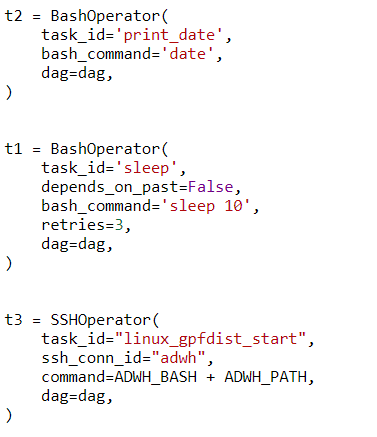 t2 = BashOperator(
    task_id='print_date',
    bash_command='date',
    dag=dag,
)
t1 = BashOperator(
    task_id='sleep',
    depends_on_past=False,
    bash_command='sleep 10',
    retries=3,
    dag=dag,
)
t3 = SSHOperator(
    task_id="linux_gpfdist_start",
    ssh_conn_id="adwh",
    command=ADWH_BASH + ADWH_PATH,
    dag=dag,
)